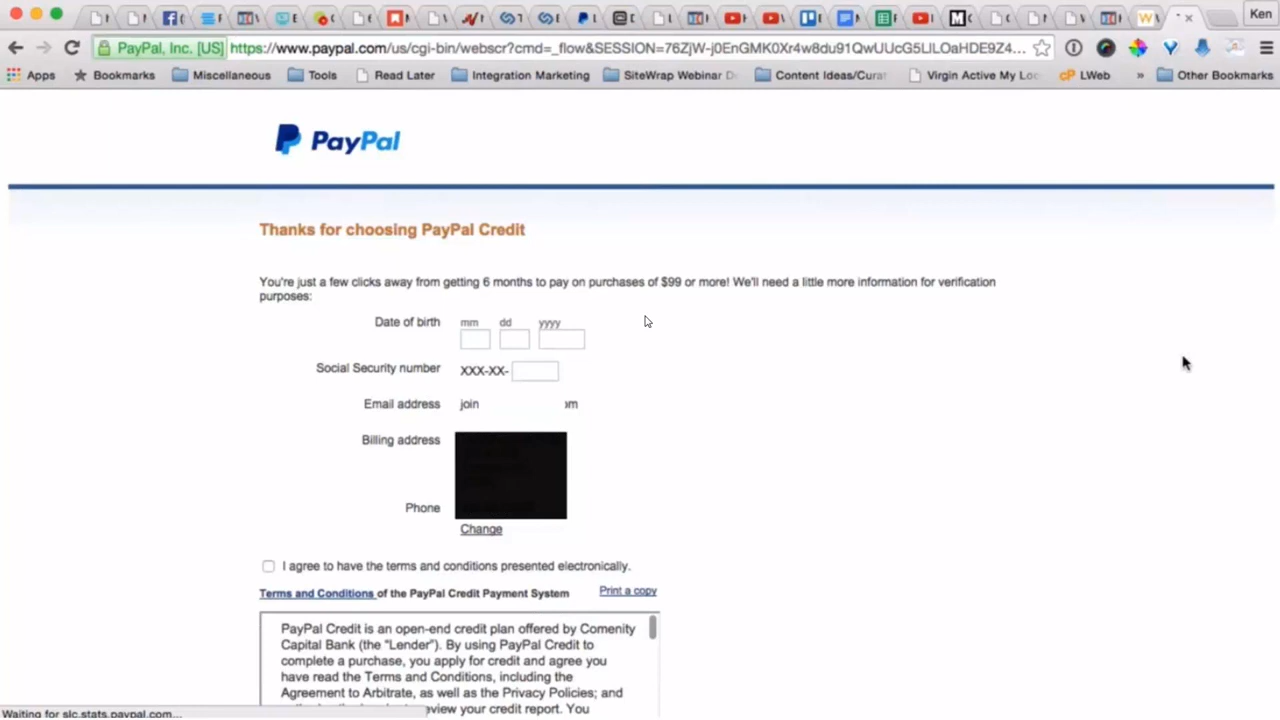 Ken
PayPal, Inc. [US] https://www.paypal.com/us/cgi-bin/webscr?cmd=_flow&SESSION=76ZjW-j0EnGMK0Xr4w8du91QwUUcG5LlLOaHDE9Z4...
Apps Bookmarks Miscellaneous Tools Read Later Integration Marketing SiteWrap Webinar Content Ideas/Curat Virgin Active My Loc LWeb » Other Bookmarks
PayPal
Thanks for choosing PayPal Credit
You're just a few clicks away from getting 6 months to pay on purchases of $99 or more! We'll need a little more information for verification
purposes:
Date of birth mm dd yyyy
Social Security number XXX-XX-
Email address join om
Billing address
Phone
Change
I agree to have the terms and conditions presented electronically.
Terms and Conditions of the PayPal Credit Payment System Print a copy
PayPal Credit is an open-end credit plan offered by Comenity
Capital Bank (the "Lender"). By using PayPal Credit to
complete a purchase, you apply for credit and agree you
have read the Terms and Conditions, including the
Agreement to Arbitrate, as well as the Privacy Policies; and
review your credit report. You
Waiting for slc.stats.paypal.com...